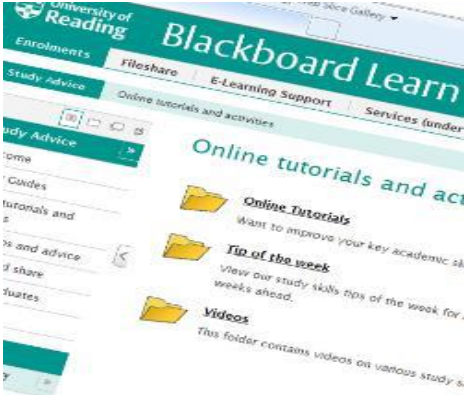 University of
Reading
Blackboard Learn
Enrolments
Fileshare
E-Learning Support
Services (under
Study Advice
Online tutorials and activities
Study Advice
Guides
tutorials and
and advice
share
Online tutorials and act
Online Tutorials
Want to improve your key academic
Tip of the week
View our study skills tips of the week for
weeks ahead.
Videos
This folder contains videos on various study